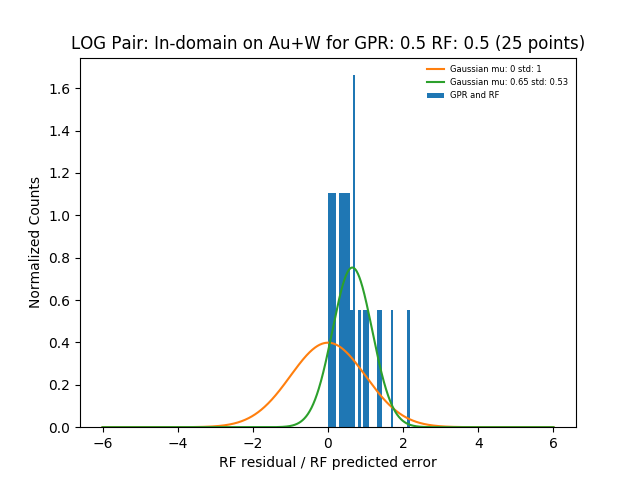 LOG Pair: In-domain on Au+W for GPR: 0.5 RF: 0.5 (25 points)
Gaussian mu: 0 std: 1
Gaussian mu: 0.65 std: 0.53
GPR and RF
1.6
1.4
1.2
1.0
0.8
0.6
0.4
0.2
0.0
Normalized Counts
−6 −4 −2 0 2 4 6
RF residual / RF predicted error